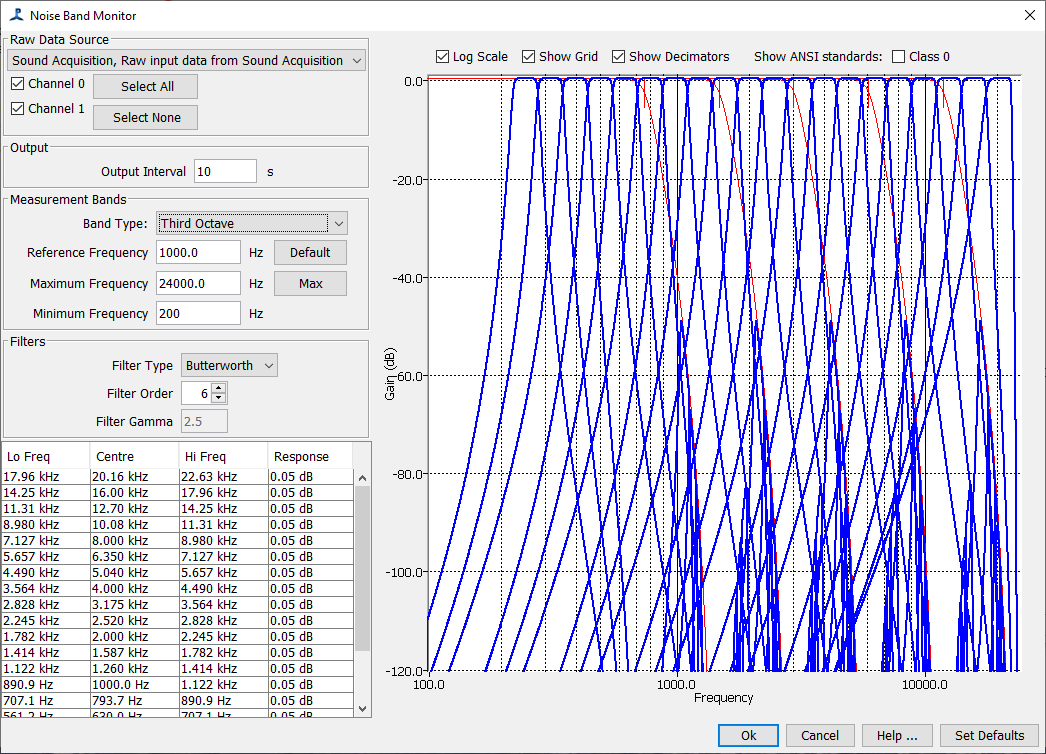 Noise Band Monitor
Raw Data Source
Sound Acquisition, Raw input data from Sound Acquisition
Channel 0
Select All
Channel 1
Select None
Output
Output Interval 10 s
Measurement Bands
Band Type: Third Octave
Reference Frequency 1000.0 Hz Default
Maximum Frequency 24000.0 Hz Max
Minimum Frequency 200 Hz
Filters
Filter Type Butterworth
Filter Order 6
Filter Gamma 2.5
Lo Freq Centre Hi Freq Response
17.96 kHz 20.16 kHz 22.63 kHz 0.05 dB
14.25 kHz 16.00 kHz 17.96 kHz 0.05 dB
11.31 kHz 12.70 kHz 14.25 kHz 0.05 dB
8.980 kHz 10.08 kHz 11.31 kHz 0.05 dB
7.127 kHz 8.000 kHz 8.980 kHz 0.05 dB
5.657 kHz 6.350 kHz 7.127 kHz 0.05 dB
4.490 kHz 5.040 kHz 5.657 kHz 0.05 dB
3.564 kHz 4.000 kHz 4.490 kHz 0.05 dB
2.828 kHz 3.175 kHz 3.564 kHz 0.05 dB
2.245 kHz 2.520 kHz 2.828 kHz 0.05 dB
1.782 kHz 2.000 kHz 2.245 kHz 0.05 dB
1.414 kHz 1.587 kHz 1.782 kHz 0.05 dB
1.122 kHz 1.260 kHz 1.414 kHz 0.05 dB
890.9 Hz 1000.0 Hz 1.122 kHz 0.05 dB
707.1 Hz 793.7 Hz 890.9 Hz 0.05 dB
561.2 Hz 630.0 Hz 707.1 Hz 0.05 dB
Log Scale Show Grid Show Decimators Show ANSI standards: Class 0
0.0
-20.0
-40.0
-60.0
-80.0
-100.0
-120.0
Gain (dB)
100.0 1000.0 10000.0
Frequency
Ok Cancel Help ... Set Defaults